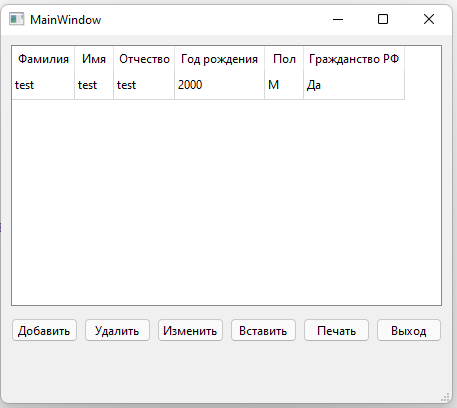 MainWindow
Фамилия Имя Отчество Год рождения Пол Гражданство РФ
test test test 2000 М Да
Добавить Удалить Изменить Вставить Печать Выход